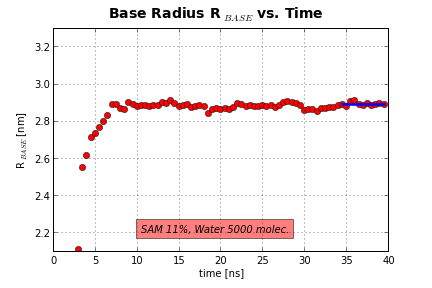 Base Radius R BASE vs. Time
3.2
3.0
2.8
2.6
2.4
2.2
R BASE [nm]
SAM 11%, Water 5000 molec.
0 5 10 15 20 25 30 35 40
time [ns]